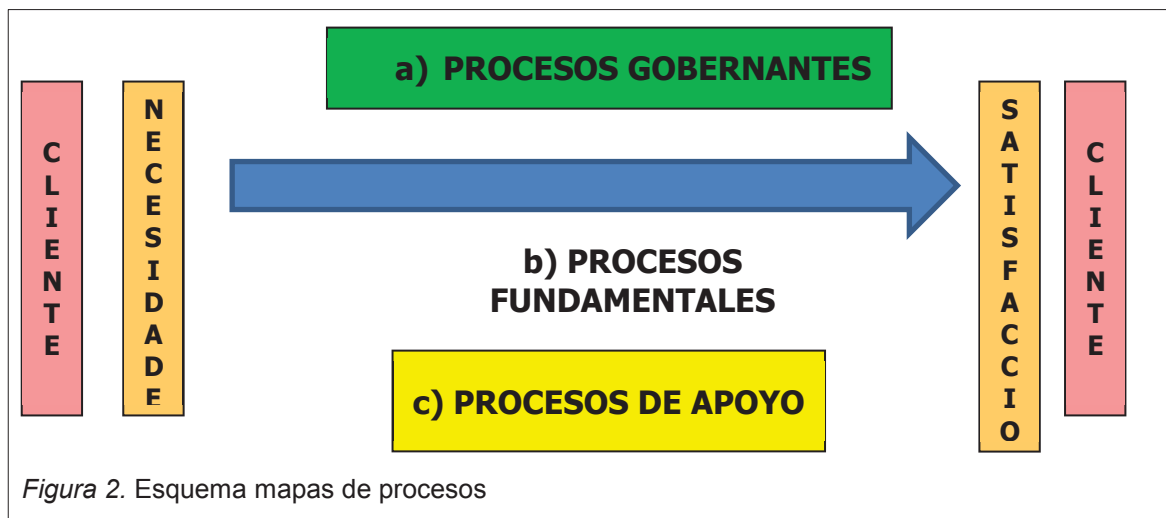 a) PROCESOS GOBERNANTES
CLIENTE
NECESIDADE
b) PROCESOS
FUNDAMENTALES
c) PROCESOS DE APOYO
SATISFACCIO
CLIENTE
Figura 2. Esquema mapas de procesos